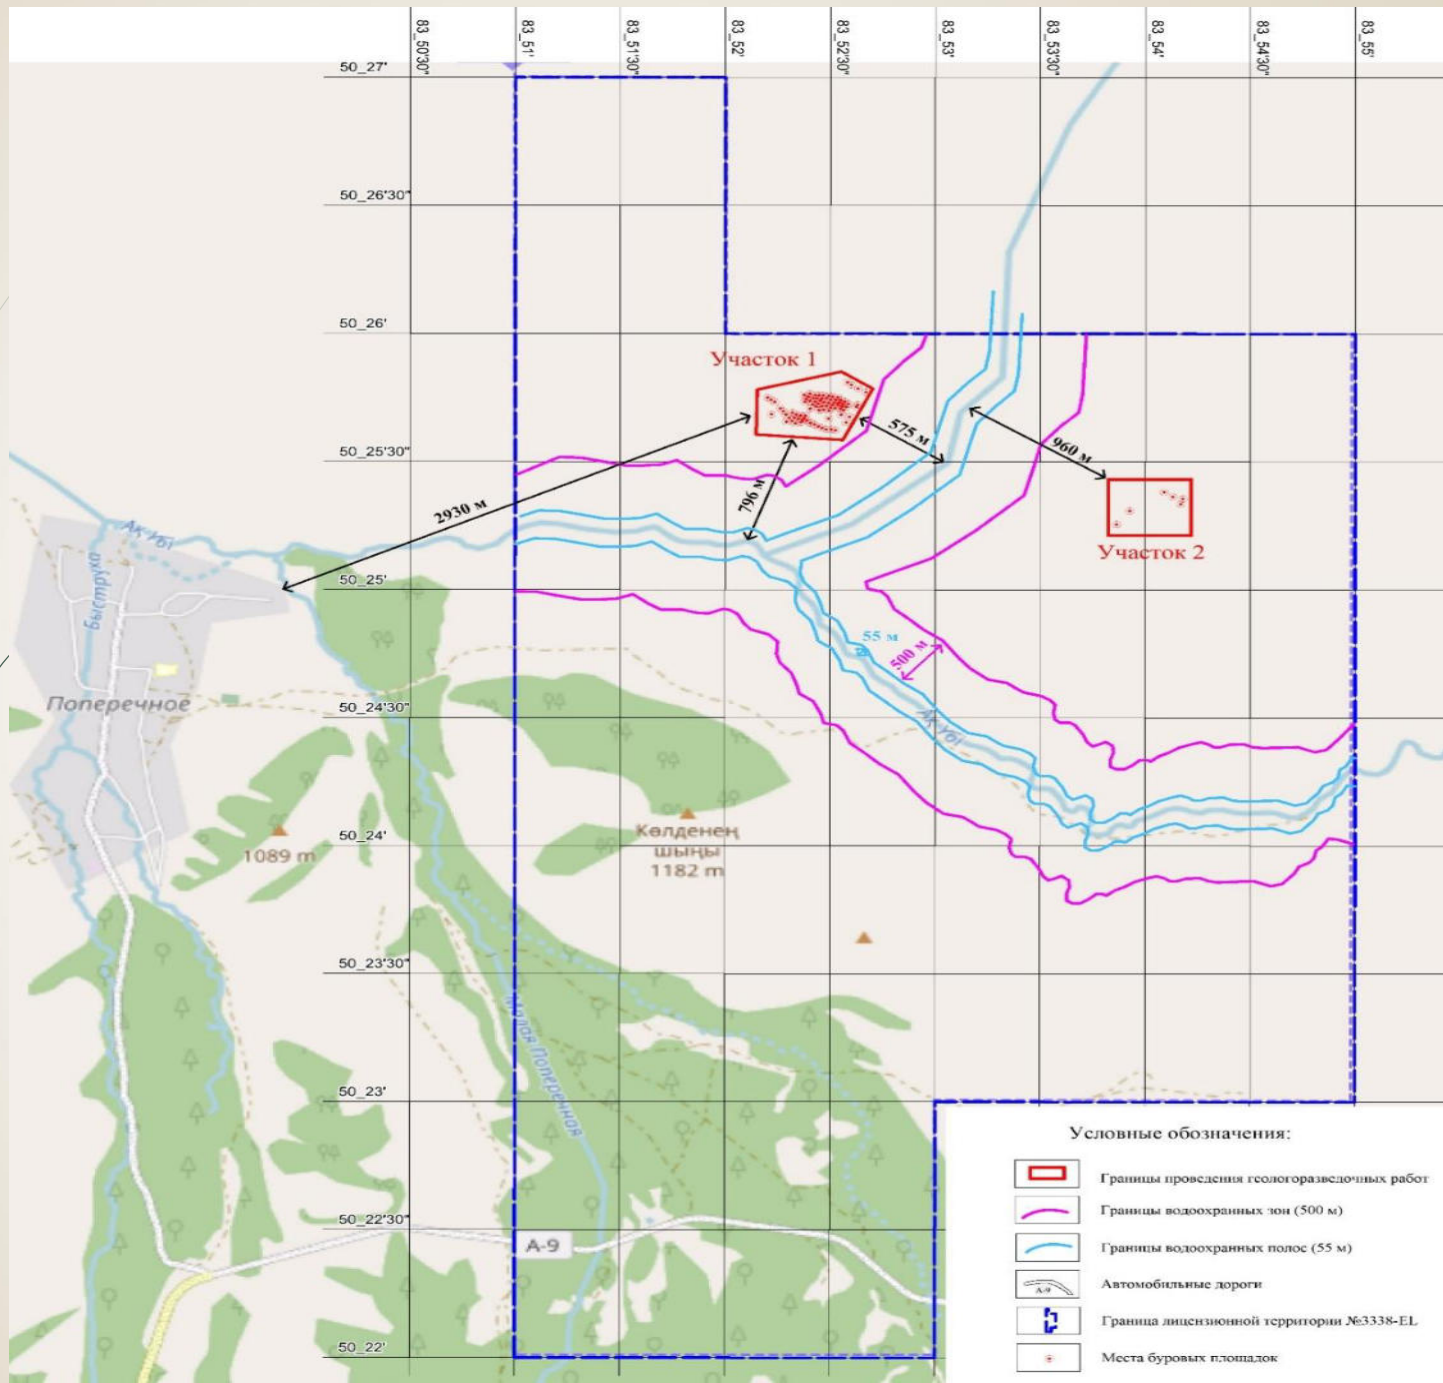 83_50'30"
83_51'
83_51'30"
83_52'
83_52'30"
83_53'
83_53'30"
83_54'
83_54'30"
83_55'
50_27'
50_26'30"
50_26'
Участок 1
575 м
960 м
50_25'30"
2930 м
796 м
Участок 2
Ақ Үбі
Быструха
50_25'
55 м
500 м
Поперечное
50_24'30"
Ақ Үбі
50_24'
1089 m
Көлденең
шыңы
1182 m
50_23'30"
Малая Поперечная
50_23'
50_22'30"
А-9
50_22'
Условные обозначения:
Границы проведения геологоразведочных работ
Границы водоохранных зон (500 м)
Границы водоохранных полос (55 м)
А-9
Автомобильные дороги
Граница лицензионной территории №3338-EL
Места буровых площадок